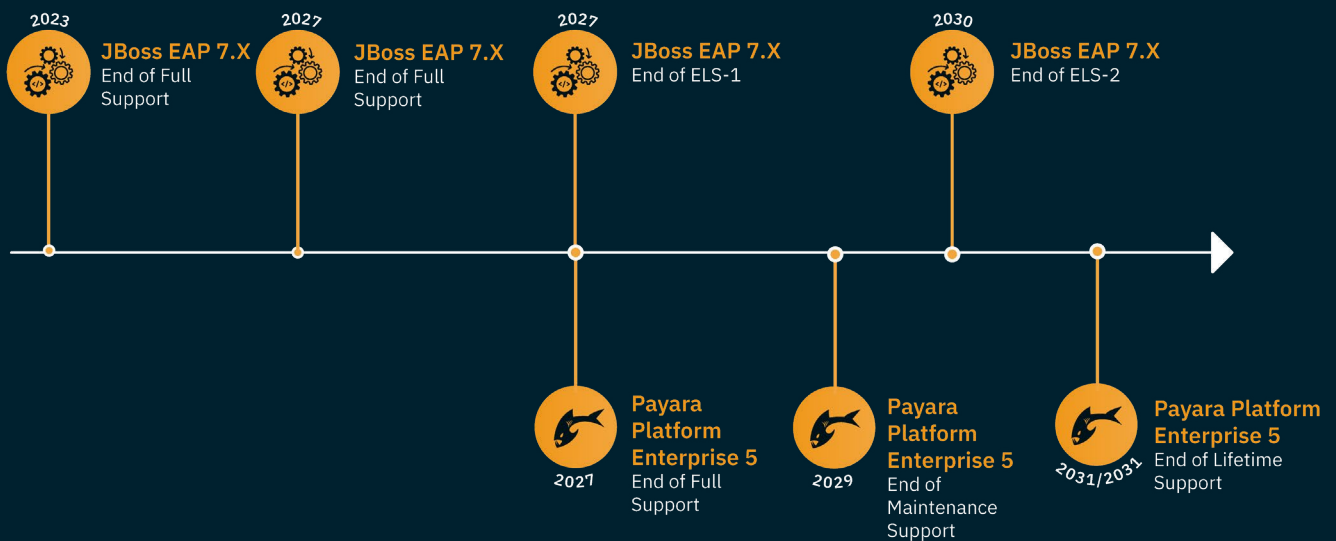 2023
JBoss EAP 7.X
End of Full
Support
2027
JBoss EAP 7.X
End of Full
Support
2027
JBoss EAP 7.X
End of ELS-1
2030
JBoss EAP 7.X
End of ELS-2
Payara
Platform
Enterprise 5
End of Full
Support
2027
Payara
Platform
Enterprise 5
End of
Maintenance
Support
2029
Payara Platform
Enterprise 5
End of Lifetime
Support
2031/2031